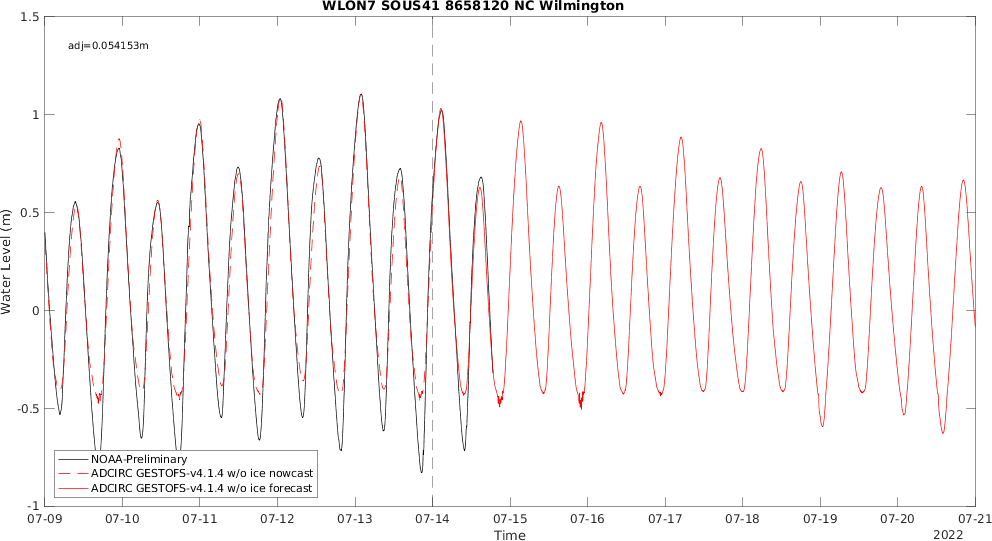 WLON7 SOUS41 8658120 NC Wilmington
adj=0.054153m
1.5
1
0.5
0
-0.5
-1
Water Level (m)
NOAA-Preliminary
ADCIRC GESTOFS-v4.1.4 w/o ice nowcast
ADCIRC GESTOFS-v4.1.4 w/o ice forecast
07-09 07-10 07-11 07-12 07-13 07-14 07-15 07-16 07-17 07-18 07-19 07-20 07-21
Time
2022